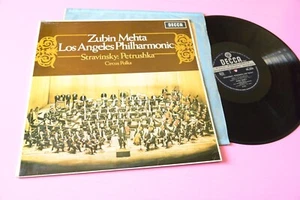 DECCA
Zubin Mehta
Los Angeles Philharmonic
Stravinsky: Petrushka
Circus Polka
DECCA